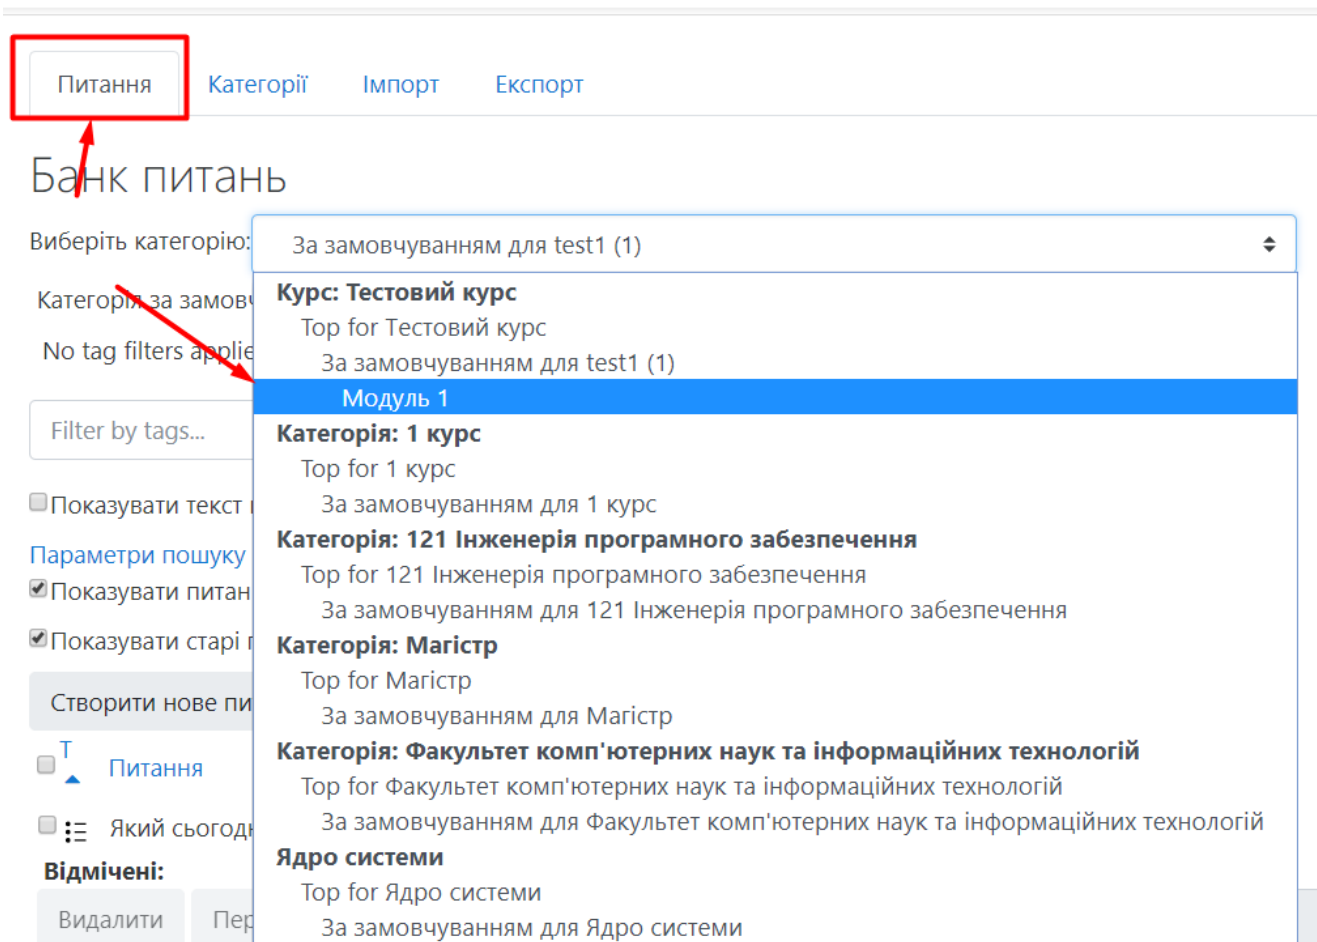 Питання Категорії Імпорт Експорт
Банк питань
Виберіть категорію: За замовчуванням для test1 (1)
Категорія за замовч
No tag filters applie
Filter by tags...
Показувати текст
Параметри пошуку
Показувати питан
Показувати старі
Створити нове пи
Т Питання
Який сьогодн
Відмічені:
Видалити Пер
Курс: Тестовий курс
Top for Тестовий курс
За замовчуванням для test1 (1)
Модуль 1
Категорія: 1 курс
Top for 1 курс
За замовчуванням для 1 курс
Категорія: 121 Інженерія програмного забезпечення
Top for 121 Інженерія програмного забезпечення
За замовчуванням для 121 Інженерія програмного забезпечення
Категорія: Магістр
Top for Магістр
За замовчуванням для Магістр
Категорія: Факультет комп'ютерних наук та інформаційних технологій
Top for Факультет комп'ютерних наук та інформаційних технологій
За замовчуванням для Факультет комп'ютерних наук та інформаційних технологій
Ядро системи
Top for Ядро системи
За замовчуванням для Ядро системи